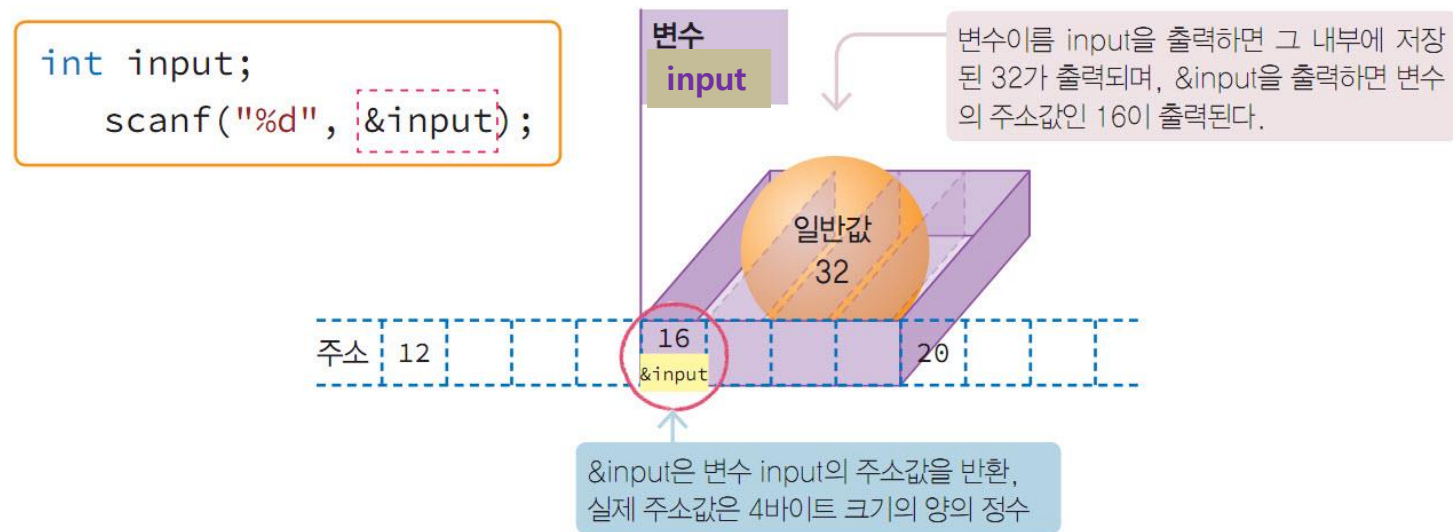 int input;
scanf("%d", &input);
변수
input
변수이름 input을 출력하면 그 내부에 저장
된 32가 출력되며, &input을 출력하면 변수
의 주소값인 16이 출력된다.
일반값
32
주소 12 16 20
&input
&input은 변수 input의 주소값을 반환,
실제 주소값은 4바이트 크기의 양의 정수